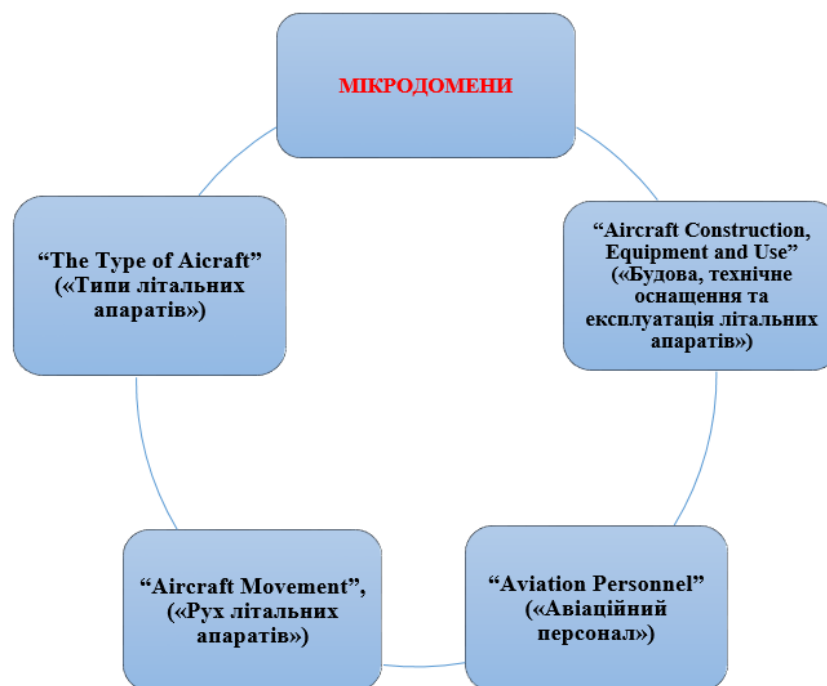 МІКРОДОМЕНИ
“The Type of Aicraft”
(«Типи літальних
апаратів»)
“Aircraft Construction,
Equipment and Use”
(«Будова, технічне
оснащення та
експлуатація літальних
апаратів»)
“Aircraft Movement”,
(«Рух літальних
апаратів»)
“Aviation Personnel”
(«Авіаційний
персонал»)